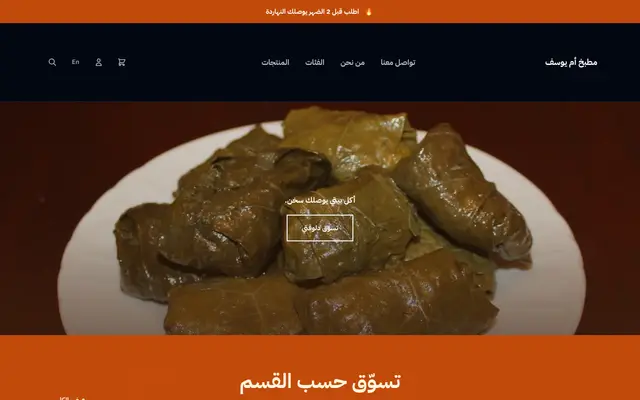 🔥 اطلب قبل 2 الضهر يوصلك النهاردة
مطبخ أم يوسف
تواصل معنا
من نحن
الفئات
المنتجات
En
أكل بيتي يوصلك سخن.
تسوّق دلوقتي
تسوّق حسب القسم